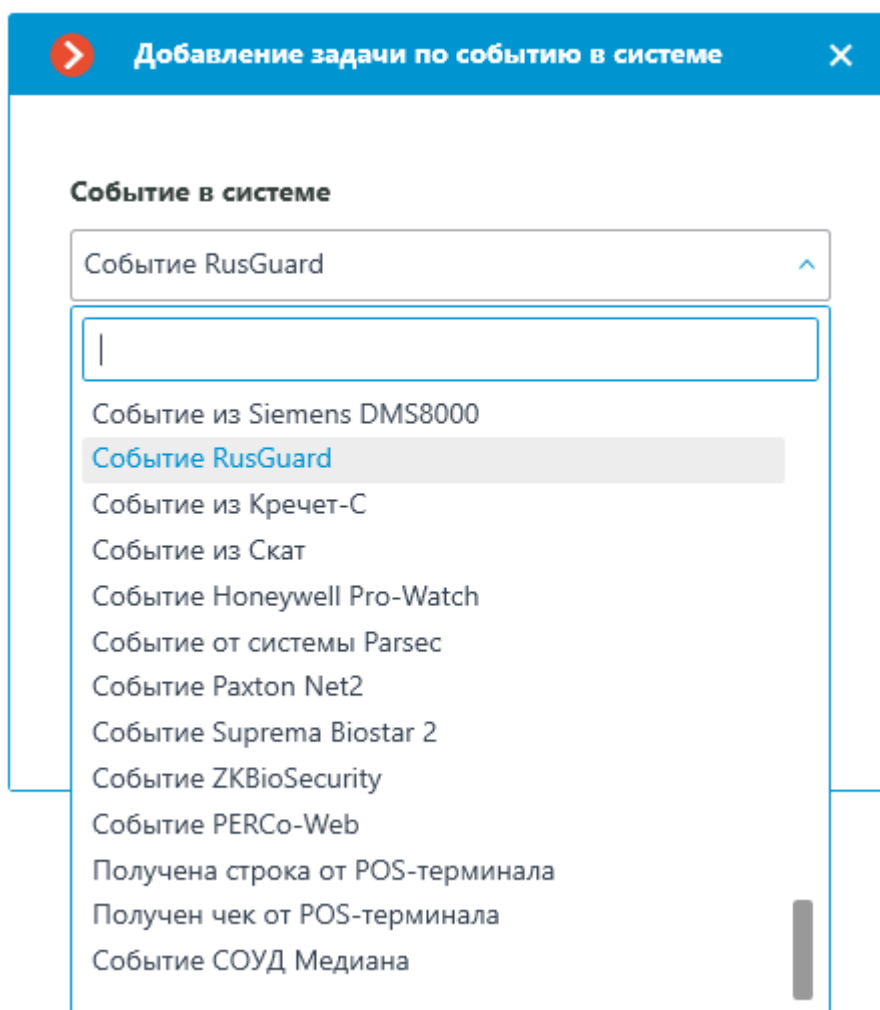 Добавление задачи по событию в системе
Событие в системе
Событие RusGuard
Событие из Siemens DMS8000
Событие RusGuard
Событие из Кречет-С
Событие из Скат
Событие Honeywell Pro-Watch
Событие от системы Parsec
Событие Paxton Net2
Событие Suprema Biostar 2
Событие ZKBioSecurity
Событие PERCo-Web
Получена строка от POS-терминала
Получен чек от POS-терминала
Событие СОУД Медиана